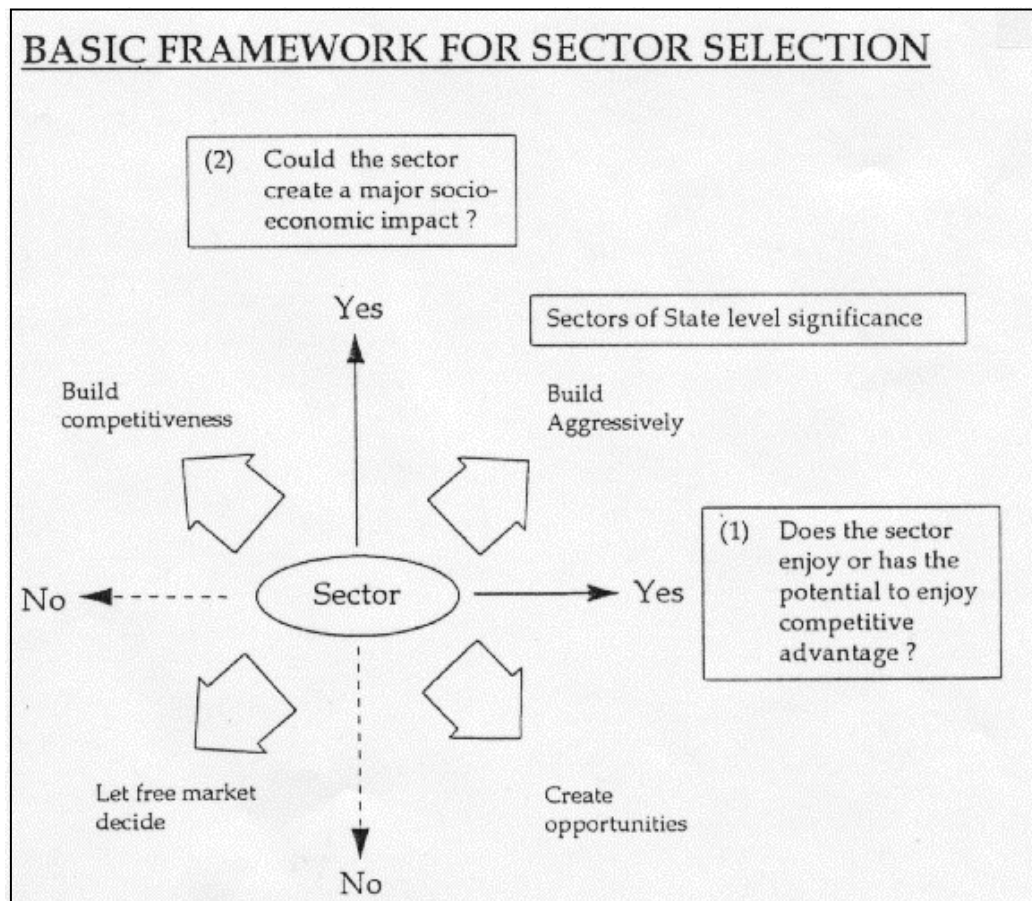 BASIC FRAMEWORK FOR SECTOR SELECTION
(2) Could the sector
create a major socio-
economic impact ?
Yes
Sectors of State level significance
Build
competitiveness
Build
Aggressively
(1) Does the sector
enjoy or has the
potential to enjoy
competitive
advantage ?
No
Sector
Yes
Let free market
decide
Create
opportunities
No